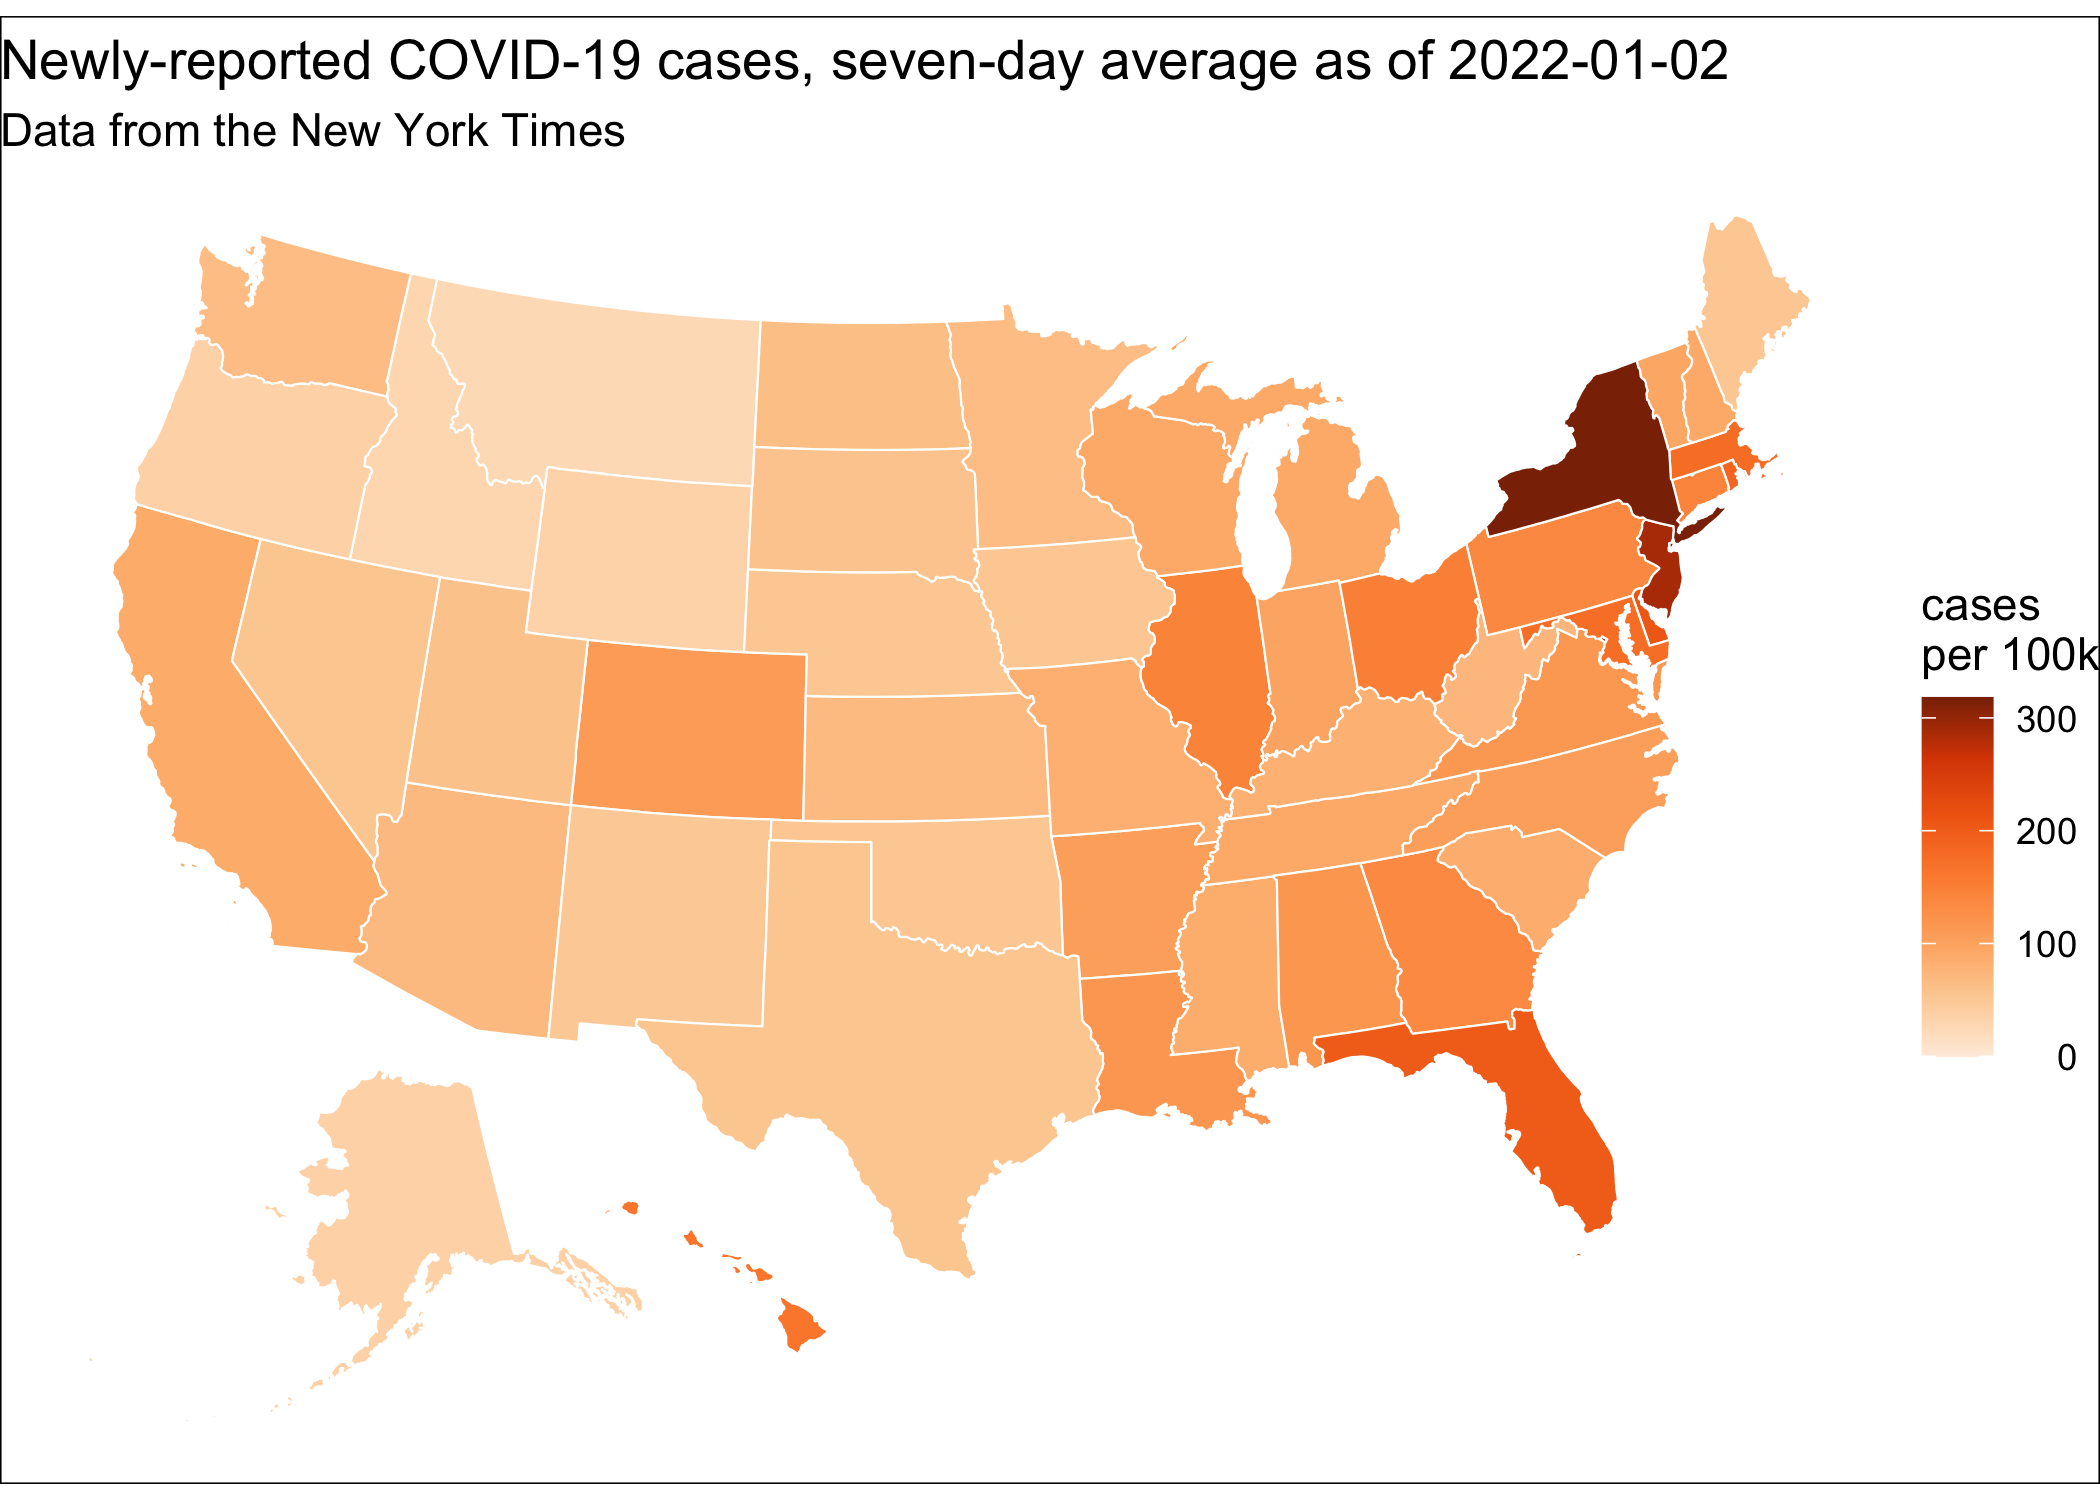 Newly-reported COVID-19 cases, seven-day average as of 2022-01-02
Data from the New York Times
cases
per 100k
300
200
100
0